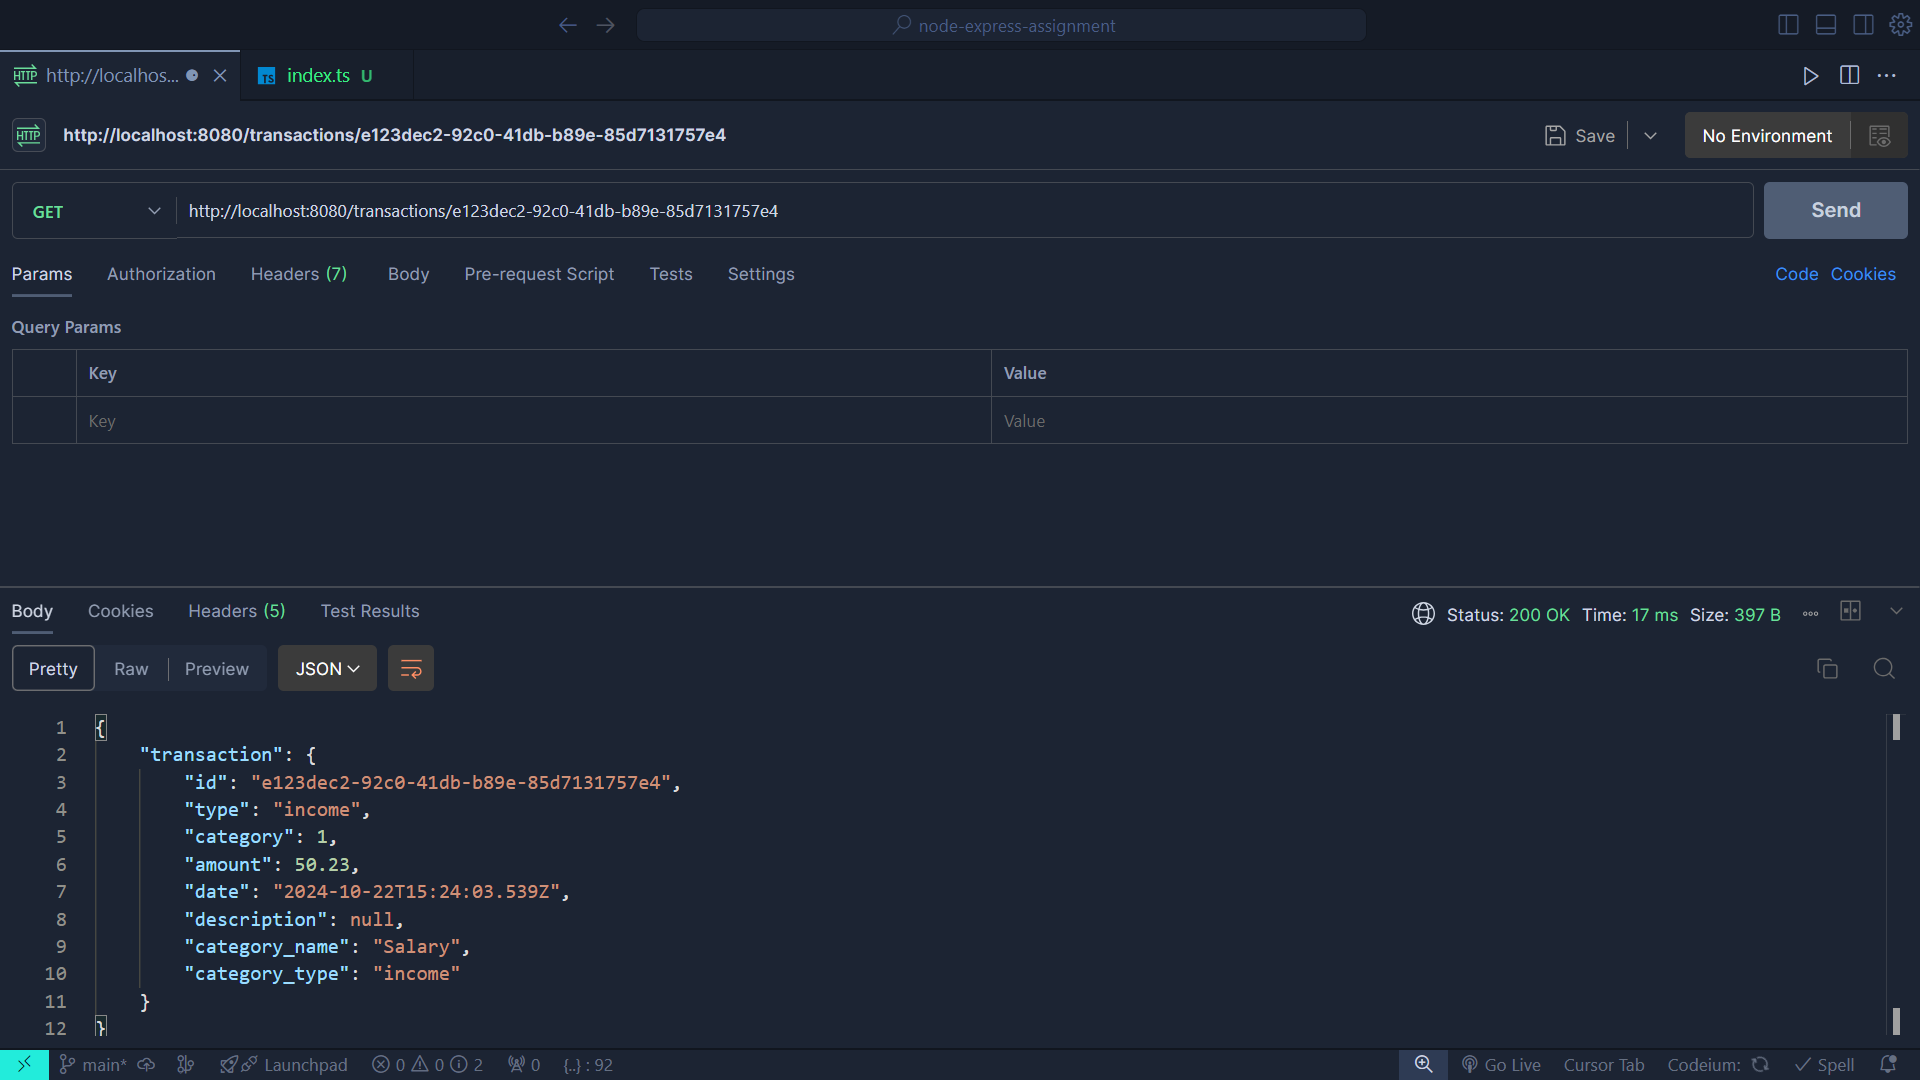 node-express-assignment
HTTP http://localhos... TS index.ts U
HTTP http://localhost:8080/transactions/e123dec2-92c0-41db-b89e-85d7131757e4 Save No Environment
GET http://localhost:8080/transactions/e123dec2-92c0-41db-b89e-85d7131757e4 Send
Params Authorization Headers (7) Body Pre-request Script Tests Settings Code Cookies
Query Params
Key Value
Key Value
Body Cookies Headers (5) Test Results Status: 200 OK Time: 17 ms Size: 397 B
Pretty Raw Preview JSON
1 {
2 "transaction": {
3 "id": "e123dec2-92c0-41db-b89e-85d7131757e4",
4 "type": "income",
5 "category": 1,
6 "amount": 50.23,
7 "date": "2024-10-22T15:24:03.539Z",
8 "description": null,
9 "category_name": "Salary",
10 "category_type": "income"
11 }
12 }
main* Launchpad 0 0 2 0 {..} : 92 Go Live Cursor Tab Codeium: Spell